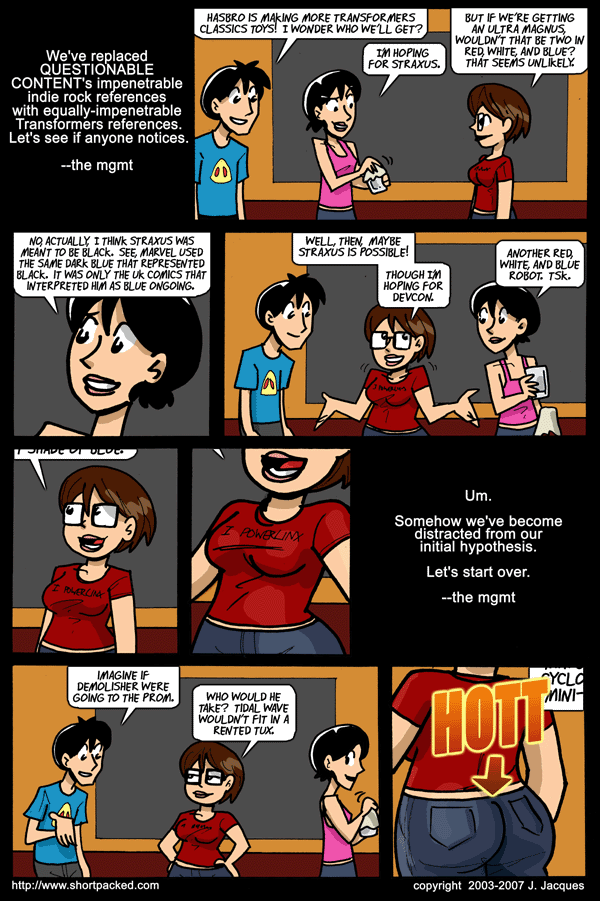 We've replaced
QUESTIONABLE
CONTENT's impenetrable
indie rock references
with equally-impenetrable
Transformers references.
Let's see if anyone notices.
--the mgmt
HASBRO IS MAKING MORE TRANSFORMERS
CLASSICS TOYS! I WONDER WHO WE'LL GET?
I'M HOPING
FOR STRAXUS.
BUT IF WE'RE GETTING
AN ULTRA MAGNUS,
WOULDN'T THAT BE TWO IN
RED, WHITE, AND BLUE?
THAT SEEMS UNLIKELY.
NO, ACTUALLY, I THINK STRAXUS WAS
MEANT TO BE BLACK. SEE, MARVEL USED
THE SAME DARK BLUE THAT REPRESENTED
BLACK. IT WAS ONLY THE UK COMICS THAT
INTERPRETED HIM AS BLUE ONGOING.
WELL, THEN, MAYBE
STRAXUS IS POSSIBLE!
THOUGH I'M
HOPING FOR
DEVCON.
ANOTHER RED,
WHITE, AND BLUE
ROBOT. TSK.
SHADE OF BLUE.
I POWERLINX
I POWERLINX
Um.
Somehow we've become
distracted from our
initial hypothesis.
Let's start over.
--the mgmt
IMAGINE IF
DEMOLISHER WERE
GOING TO THE PROM.
WHO WOULD HE
TAKE? TIDAL WAVE
WOULDN'T FIT IN A
RENTED TUX.
CYCLO
MINI-
HOTT
http://www.shortpacked.com
copyright 2003-2007 J. Jacques